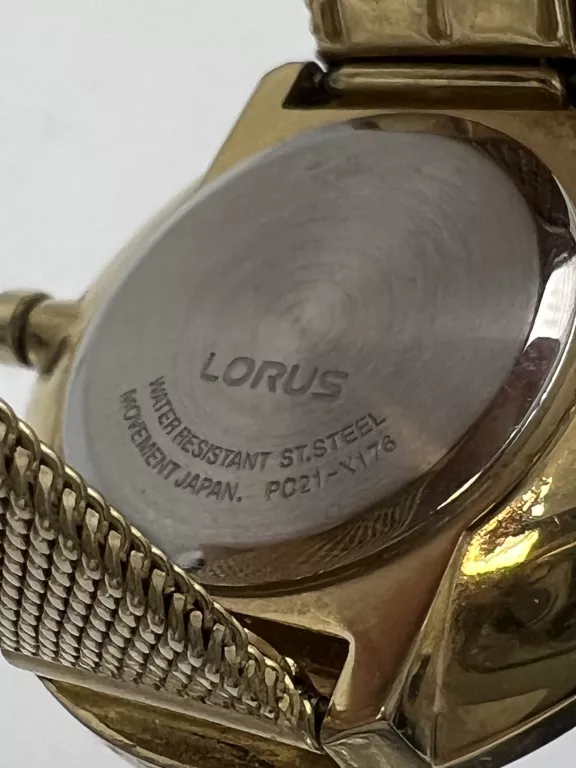 LORUS
WATER RESISTANT ST.STEEL
MOVEMENT JAPAN. PC21-X176